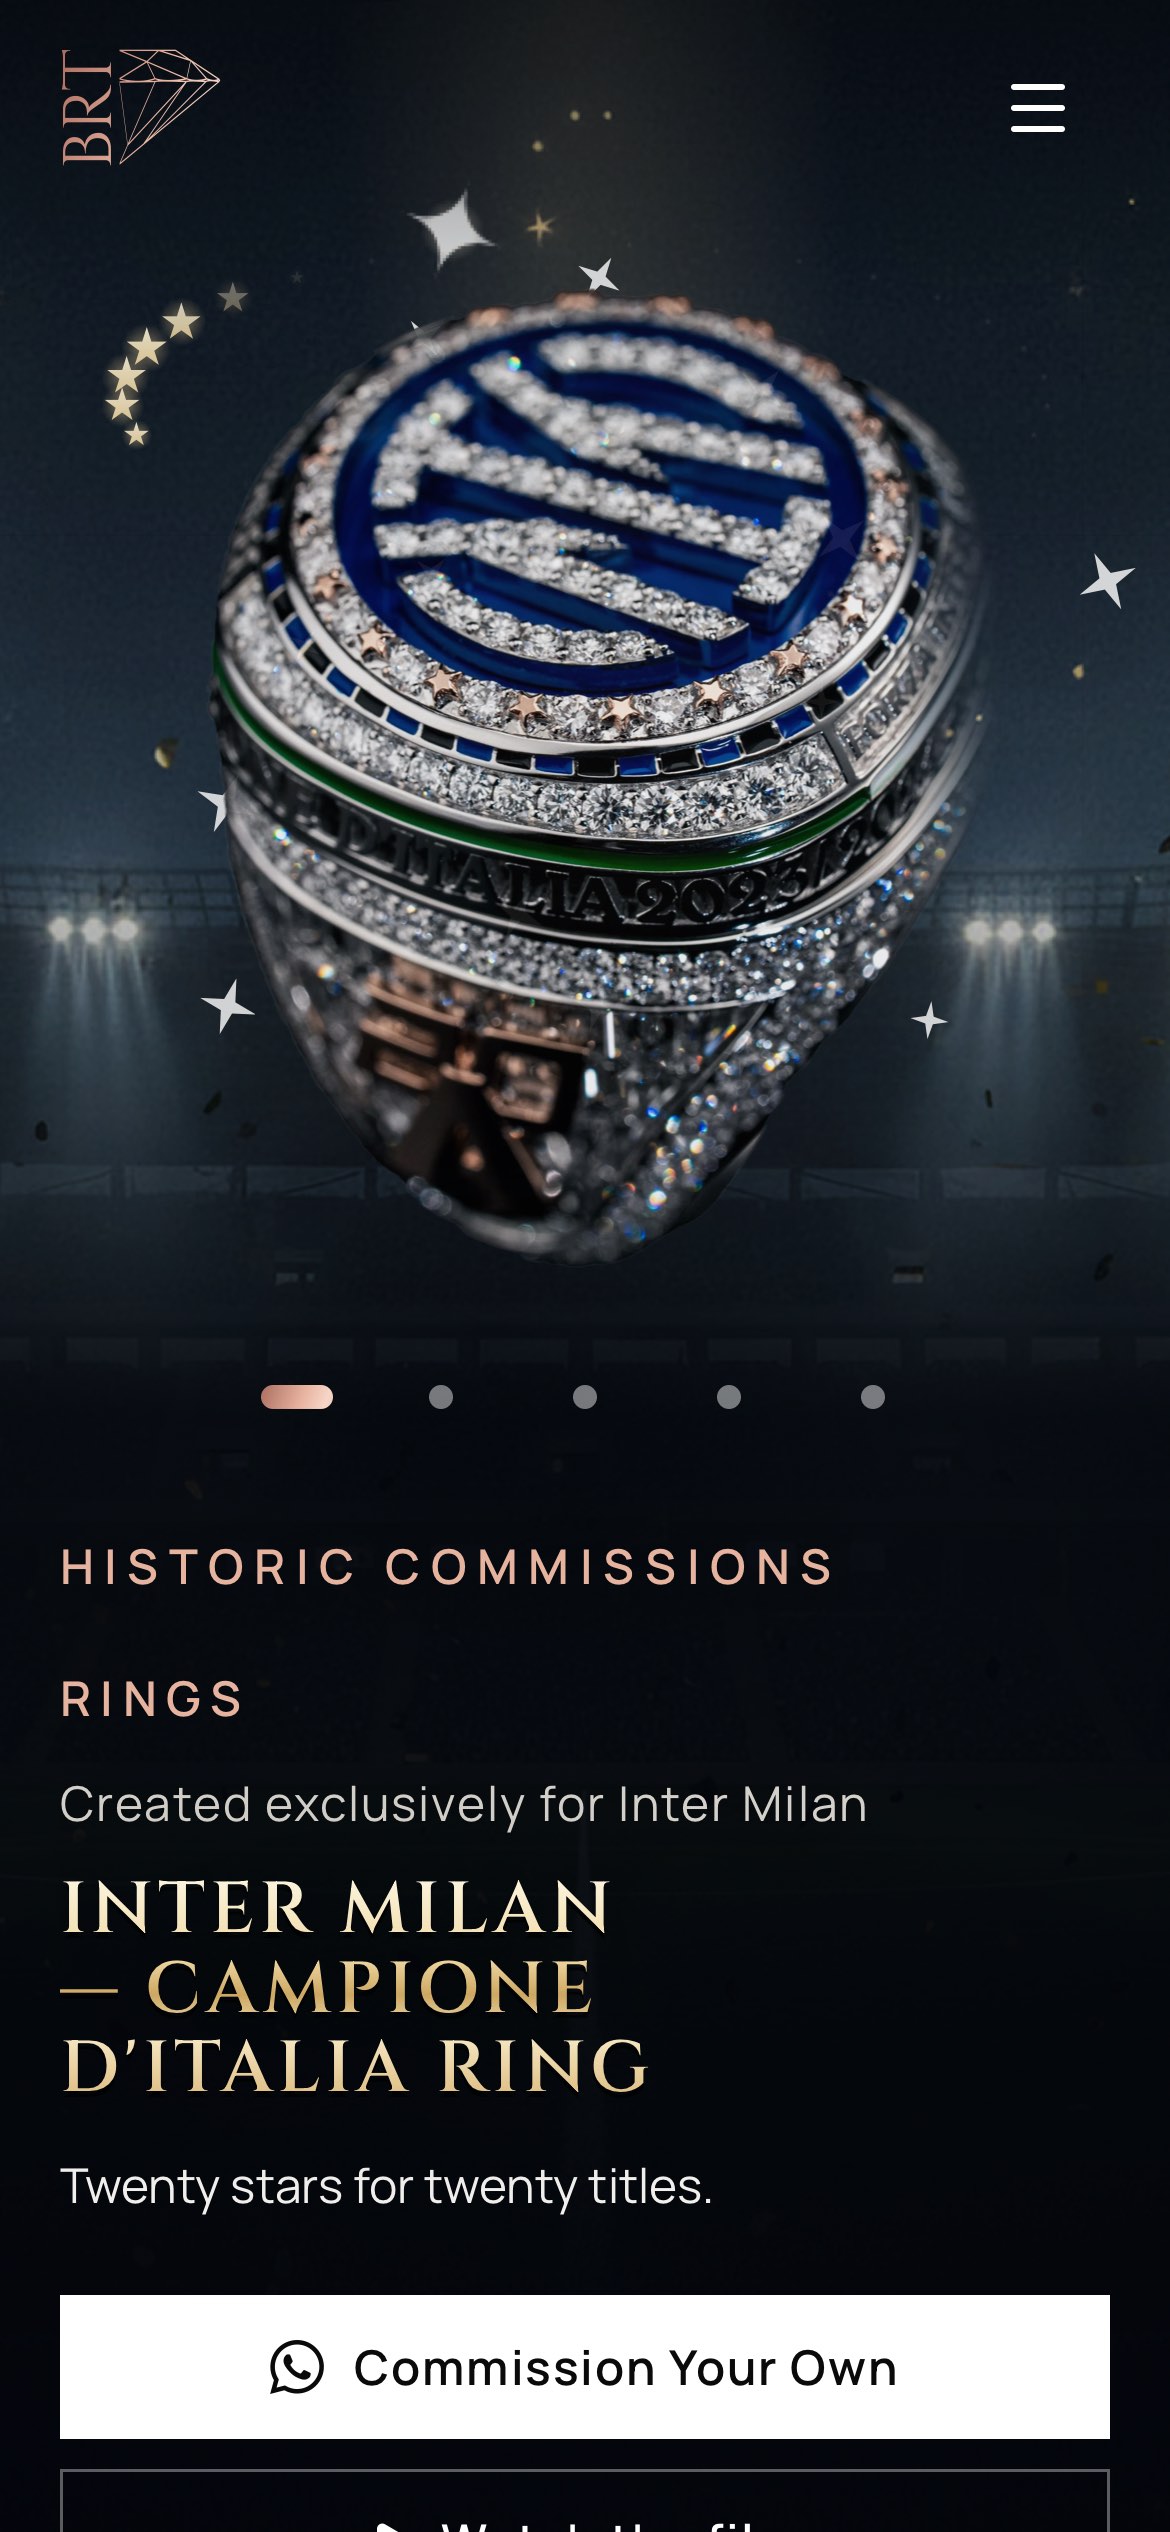 BRT
D ITALIA 2023/20
HISTORIC COMMISSIONS
RINGS
Created exclusively for Inter Milan
INTER MILAN
— CAMPIONE
D'ITALIA RING
Twenty stars for twenty titles.
Commission Your Own